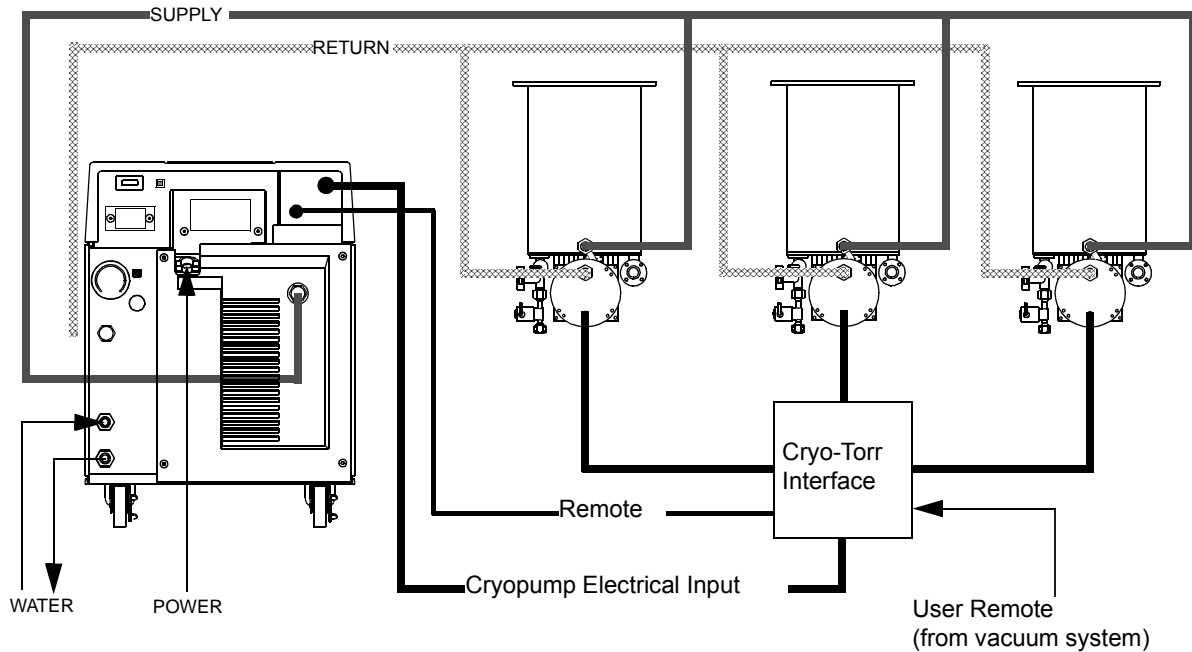 SUPPLY
RETURN
Cryo-Torr
Interface
Remote
Cryopump Electrical Input
WATER
POWER
User Remote
(from vacuum system)